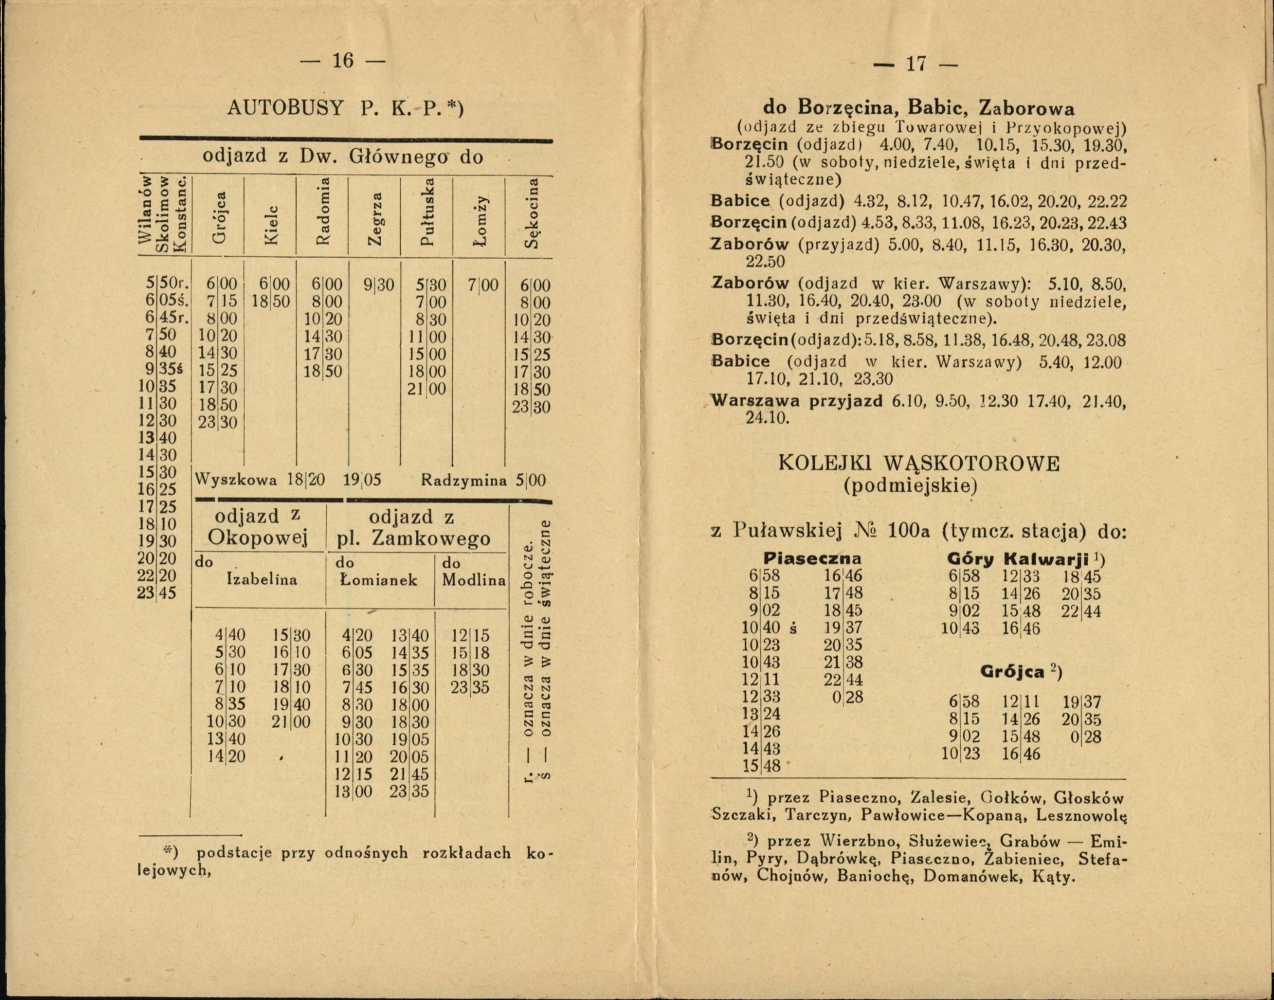 — 16 —
AUTOBUSY P. K. P. *)
odjazd z Dw. Głównego do
Wilanów Skolimow Konstanc. Grójca Kielc Radomia Zegrza Pułtuska Łomży Sękocina
5|50r. 6|00 6|00 6|00 9|30 5|30 7|00 6|00
6|05ś. 7|15 18|50 8|00 7|00 8|00
6|45r. 8|00 10|20 8|30 10|20
7|50 10|20 14|30 11|00 14|30
8|40 14|30 17|30 15|00 15|25
9|35ś 15|25 18|50 18|00 17|30
10|35 17|30 21|00 18|50
11|30 18|50 23|30
12|30 23|30
13|40
14|30
15|30 Wyszkowa 18|20 19|05 Radzymina 5|00
16|25
17|25
18|10
19|30
20|20
22|20
23|45
odjazd z odjazd z
Okopowej pl. Zamkowego
do do do
Izabelina Łomianek Modlina
4|40 15|30 4|20 13|40 12|15
5|30 16|10 6|05 14|35 15|18
6|10 17|30 6|30 15|35 18|30
7|10 18|10 7|45 16|30 23|35
8|35 19|40 8|30 18|00
10|30 21|00 9|30 18|30
13|40 10|30 19|05
14|20 11|20 20|05
12|15 21|45
13|00 23|35
r. — oznacza w dnie robocze.
ś — oznacza w dnie świąteczne
*) podstacje przy odnośnych rozkładach ko-
lejowych,
— 17 —
do Borzęcina, Babic, Zaborowa
(odjazd ze zbiegu Towarowej i Przyokopowej)
Borzęcin (odjazd) 4.00, 7.40, 10.15, 15.30, 19.30,
21.50 (w soboty, niedziele, święta i dni przed-
świąteczne)
Babice (odjazd) 4.32, 8.12, 10.47, 16.02, 20.20, 22.22
Borzęcin (odjazd) 4.53, 8.33, 11.08, 16.23, 20.23, 22.43
Zaborów (przyjazd) 5.00, 8.40, 11.15, 16.30, 20.30,
22.50
Zaborów (odjazd w kier. Warszawy): 5.10, 8.50,
11.30, 16.40, 20.40, 23.00 (w soboty niedziele,
święta i dni przedświąteczne).
Borzęcin (odjazd): 5.18, 8.58, 11.38, 16.48, 20.48, 23.08
Babice (odjazd w kier. Warszawy) 5.40, 12.00
17.10, 21.10, 23.30
Warszawa przyjazd 6.10, 9.50, 12.30 17.40, 21.40,
24.10.
KOLEJKI WĄSKOTOROWE
(podmiejskie)
z Puławskiej № 100a (tymcz. stacja) do:
Piaseczna
6|58 16|46
8|15 17|48
9|02 18|45
10|40 ś 19|37
10|23 20|35
10|43 21|38
12|11 22|44
12|33 0|28
13|24
14|26
14|43
15|48
Góry Kalwarji ¹)
6|58 12|33 18|45
8|15 14|26 20|35
9|02 15|48 22|44
10|43 16|46
Grójca ²)
6|58 12|11 19|37
8|15 14|26 20|35
9|02 15|48 0|28
10|23 16|46
¹) przez Piaseczno, Zalesie, Gołków, Głosków
Szczaki, Tarczyn, Pawłowice—Kopaną, Lesznowolę
²) przez Wierzbno, Służewiec, Grabów — Emi-
lin, Pyry, Dąbrówkę, Piaseczno, Żabieniec, Stefa-
nów, Chojnów, Baniochę, Domanówek, Kąty.